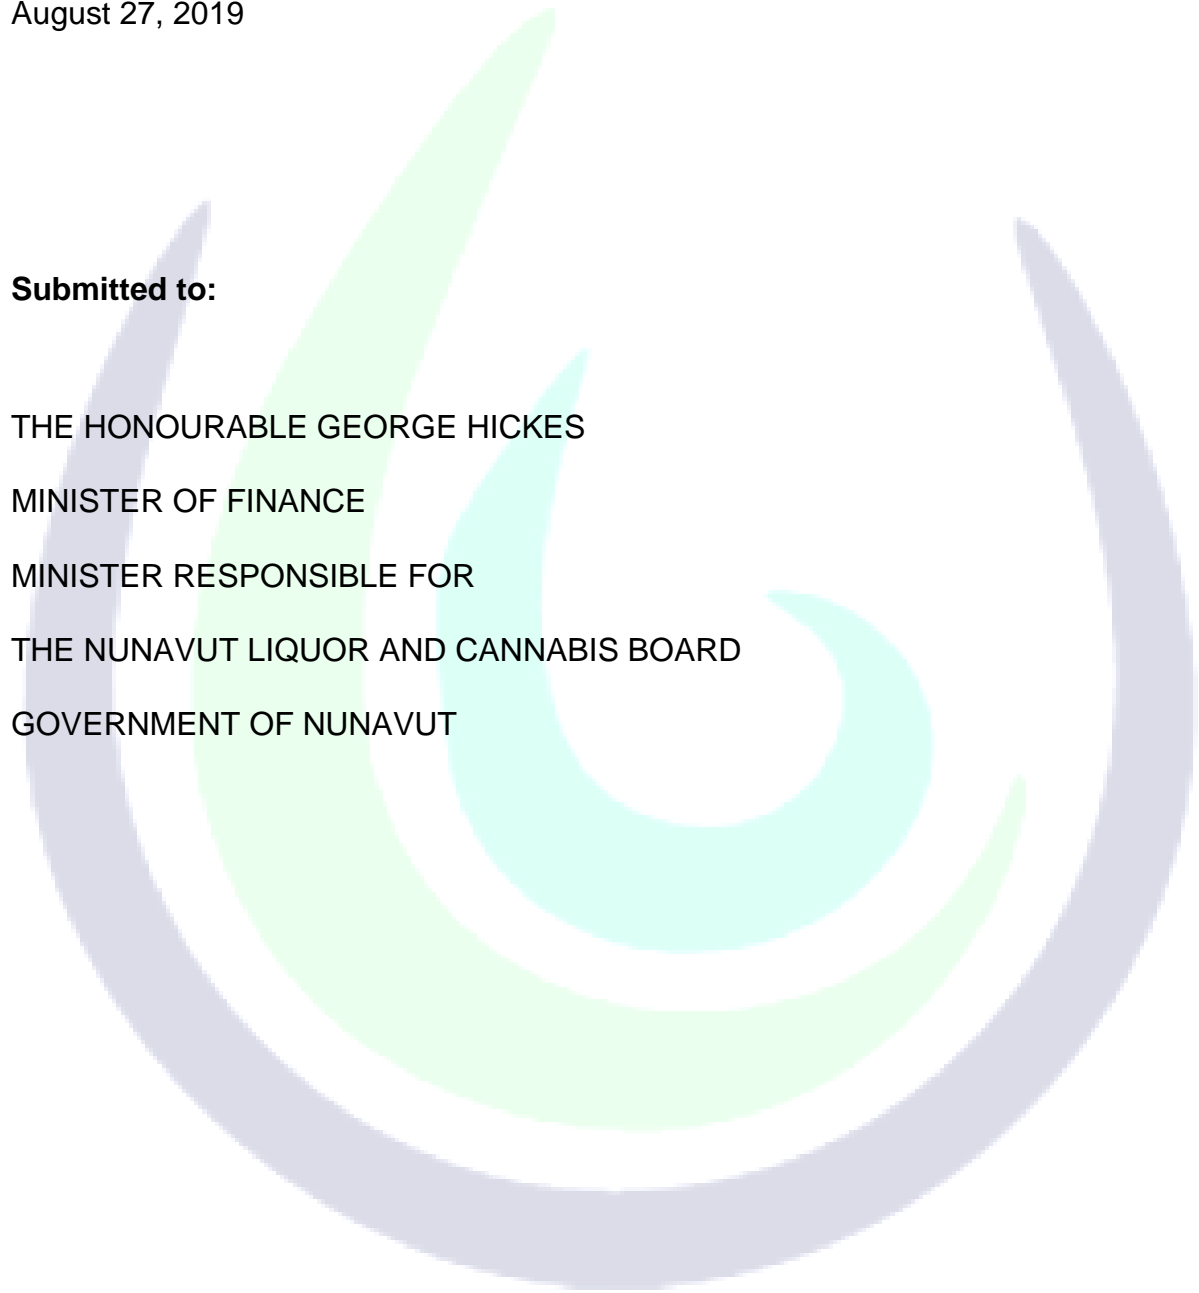 August 27, 2019
Submitted to:
THE HONOURABLE GEORGE HICKES
MINISTER OF FINANCE
MINISTER RESPONSIBLE FOR
THE NUNAVUT LIQUOR AND CANNABIS BOARD
GOVERNMENT OF NUNAVUT